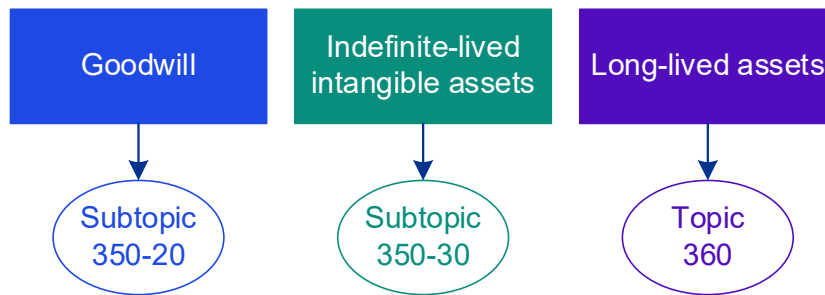 Goodwill
Indefinite-lived
intangible assets
Long-lived assets
Subtopic
350-20
Subtopic
350-30
Topic
360